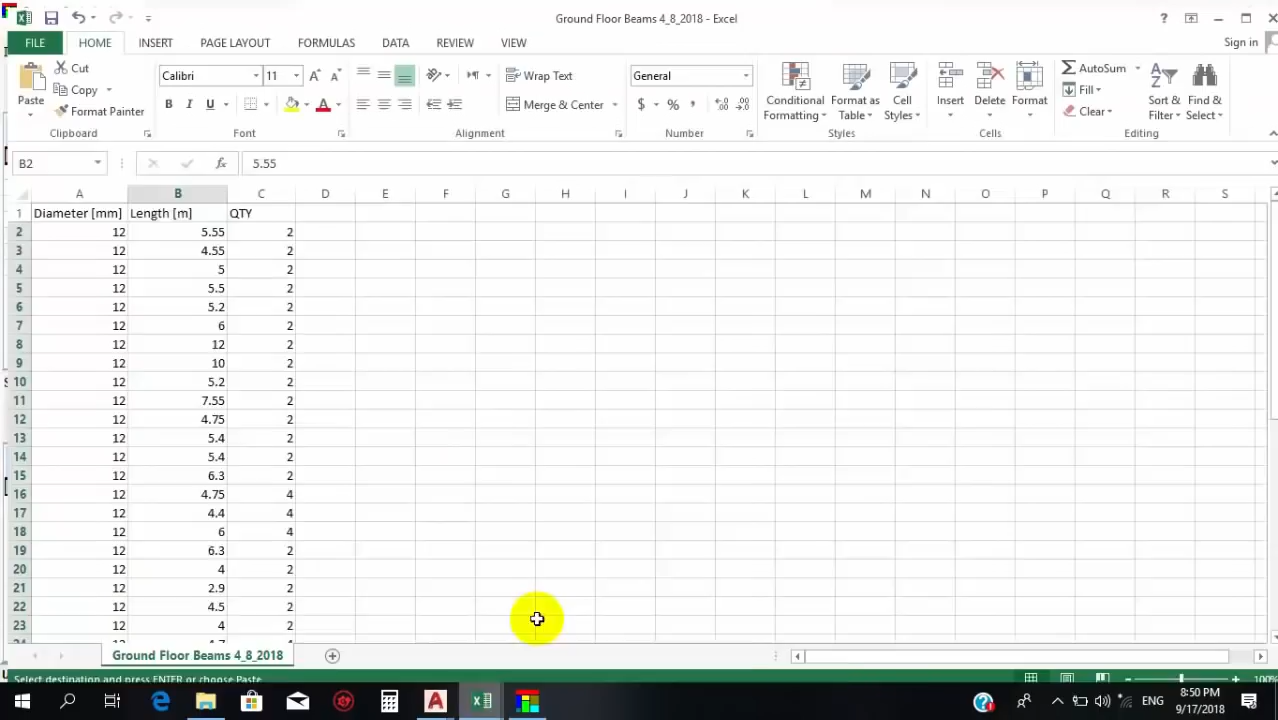 Ground Floor Beams 4_8_2018 - Excel
FILE HOME INSERT PAGE LAYOUT FORMULAS DATA REVIEW VIEW Sign in
Paste
Cut
Copy
Format Painter
Clipboard
Calibri 11
B I U
Font
Wrap Text
Merge & Center
Alignment
General
$ %
Number
Conditional Formatting
Format as Table
Cell Styles
Styles
Insert Delete Format
Cells
AutoSum
Fill
Clear
Sort & Filter
Find & Select
Editing
B2 fx 5.55
A B C D E F G H I J K L M N O P Q R S
1 Diameter [mm] Length [m] QTY
2 12 5.55 2
3 12 4.55 2
4 12 5 2
5 12 5.5 2
6 12 5.2 2
7 12 6 2
8 12 12 2
9 12 10 2
10 12 5.2 2
11 12 7.55 2
12 12 4.75 2
13 12 5.4 2
14 12 5.4 2
15 12 6.3 2
16 12 4.75 4
17 12 4.4 4
18 12 6 4
19 12 6.3 2
20 12 4 2
21 12 2.9 2
22 12 4.5 2
23 12 4 2
Ground Floor Beams 4_8_2018
Select destination and press ENTER or choose Paste
100%
ENG
8:50 PM
9/17/2018